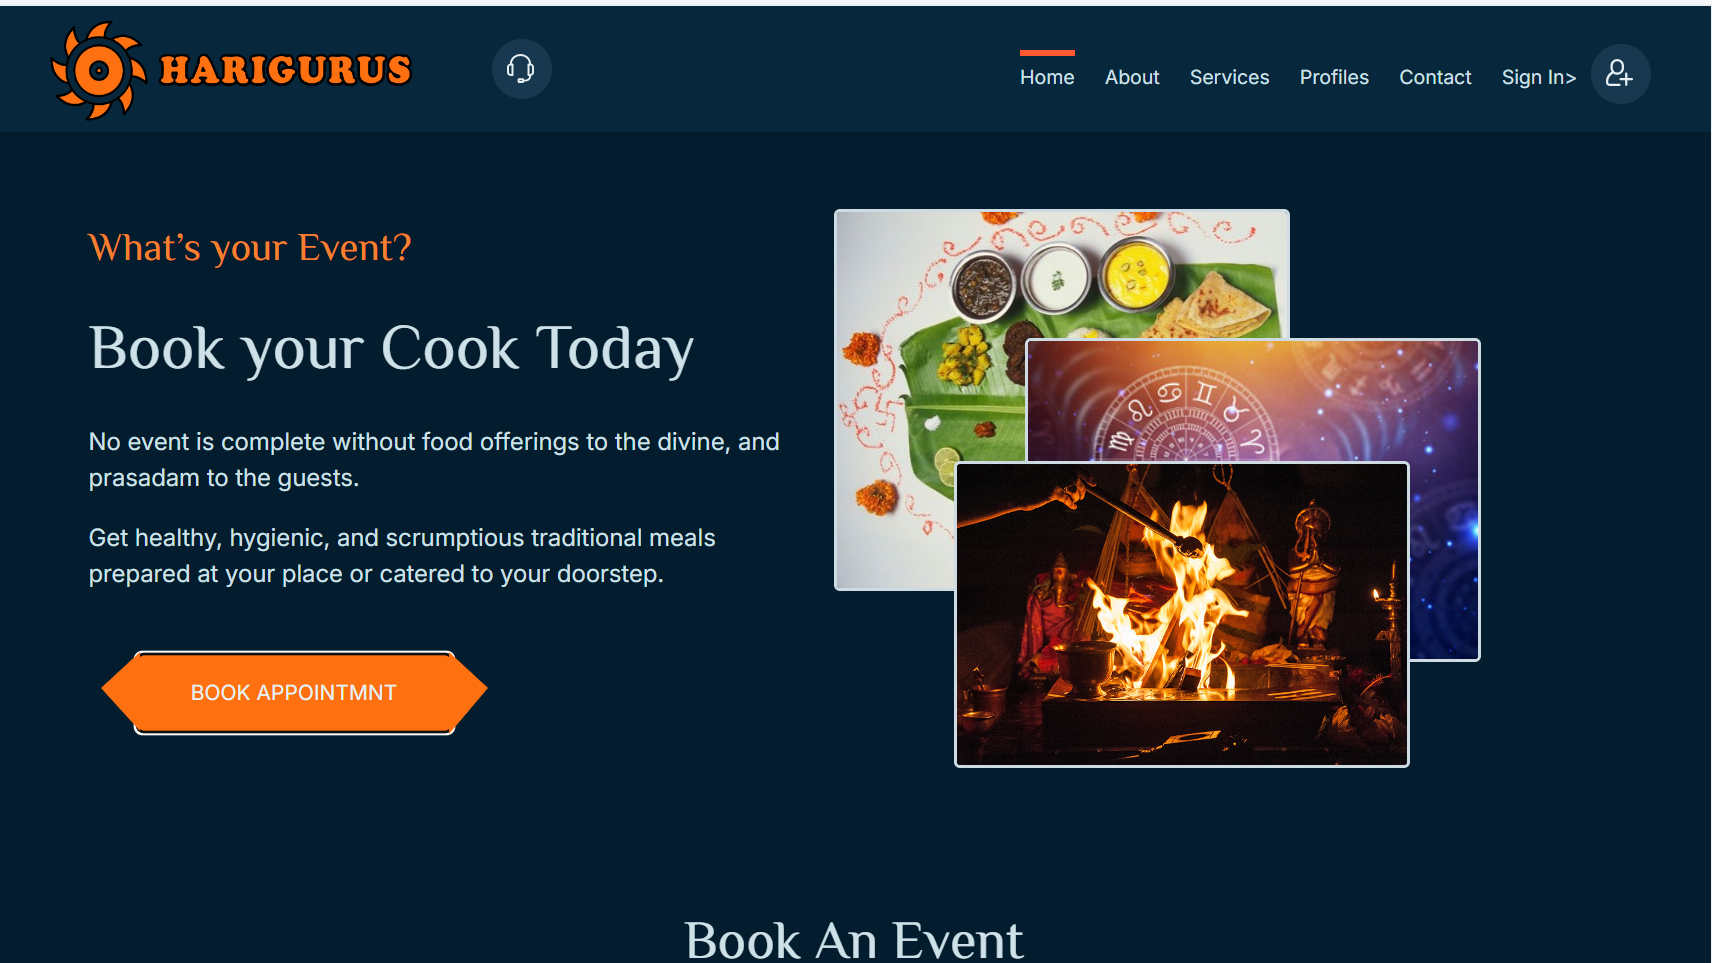 HARIGURUS
Home About Services Profiles Contact Sign In>
What’s your Event?
Book your Cook Today
No event is complete without food offerings to the divine, and
prasadam to the guests.
Get healthy, hygienic, and scrumptious traditional meals
prepared at your place or catered to your doorstep.
BOOK APPOINTMNT
Book An Event